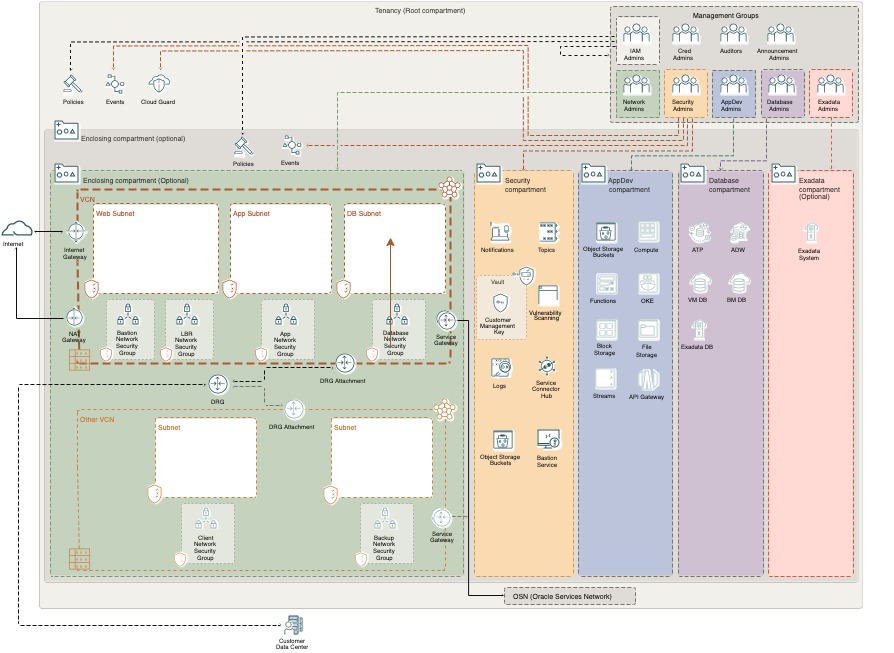 Tenancy (Root compartment)
Management Groups
IAM
Admins
Cred
Admins
Auditors
Announcement
Admins
Network
Admins
Security
Admins
AppDev
Admins
Database
Admins
Exadata
Admins
Policies
Events
Cloud Guard
Enclosing compartment (optional)
Policies
Events
Enclosing compartment (Optional)
VCN
Web Subnet
App Subnet
DB Subnet
Internet
Internet
Gateway
NAT
Gateway
Bastion
Network
Security
Group
LBR
Network
Security
Group
App
Network
Security
Group
Database
Network
Security
Group
Service
Gateway
DRG
DRG Attachment
DRG Attachment
Other VCN
Subnet
Subnet
Client
Network
Security
Group
Backup
Network
Security
Group
Service
Gateway
Security
compartment
Notifications
Topics
Vault
Customer
Management
Key
Vulnerability
Scanning
Logs
Service
Connector
Hub
Object Storage
Buckets
Bastion
Service
AppDev
compartment
Object Storage
Buckets
Compute
Functions
OKE
Block
Storage
File
Storage
Streams
API Gateway
Database
compartment
ATP
ADW
VM DB
BM DB
Exadata DB
Exadata
compartment
(Optional)
Exadata
System
OSN (Oracle Services Network)
Customer
Data Center